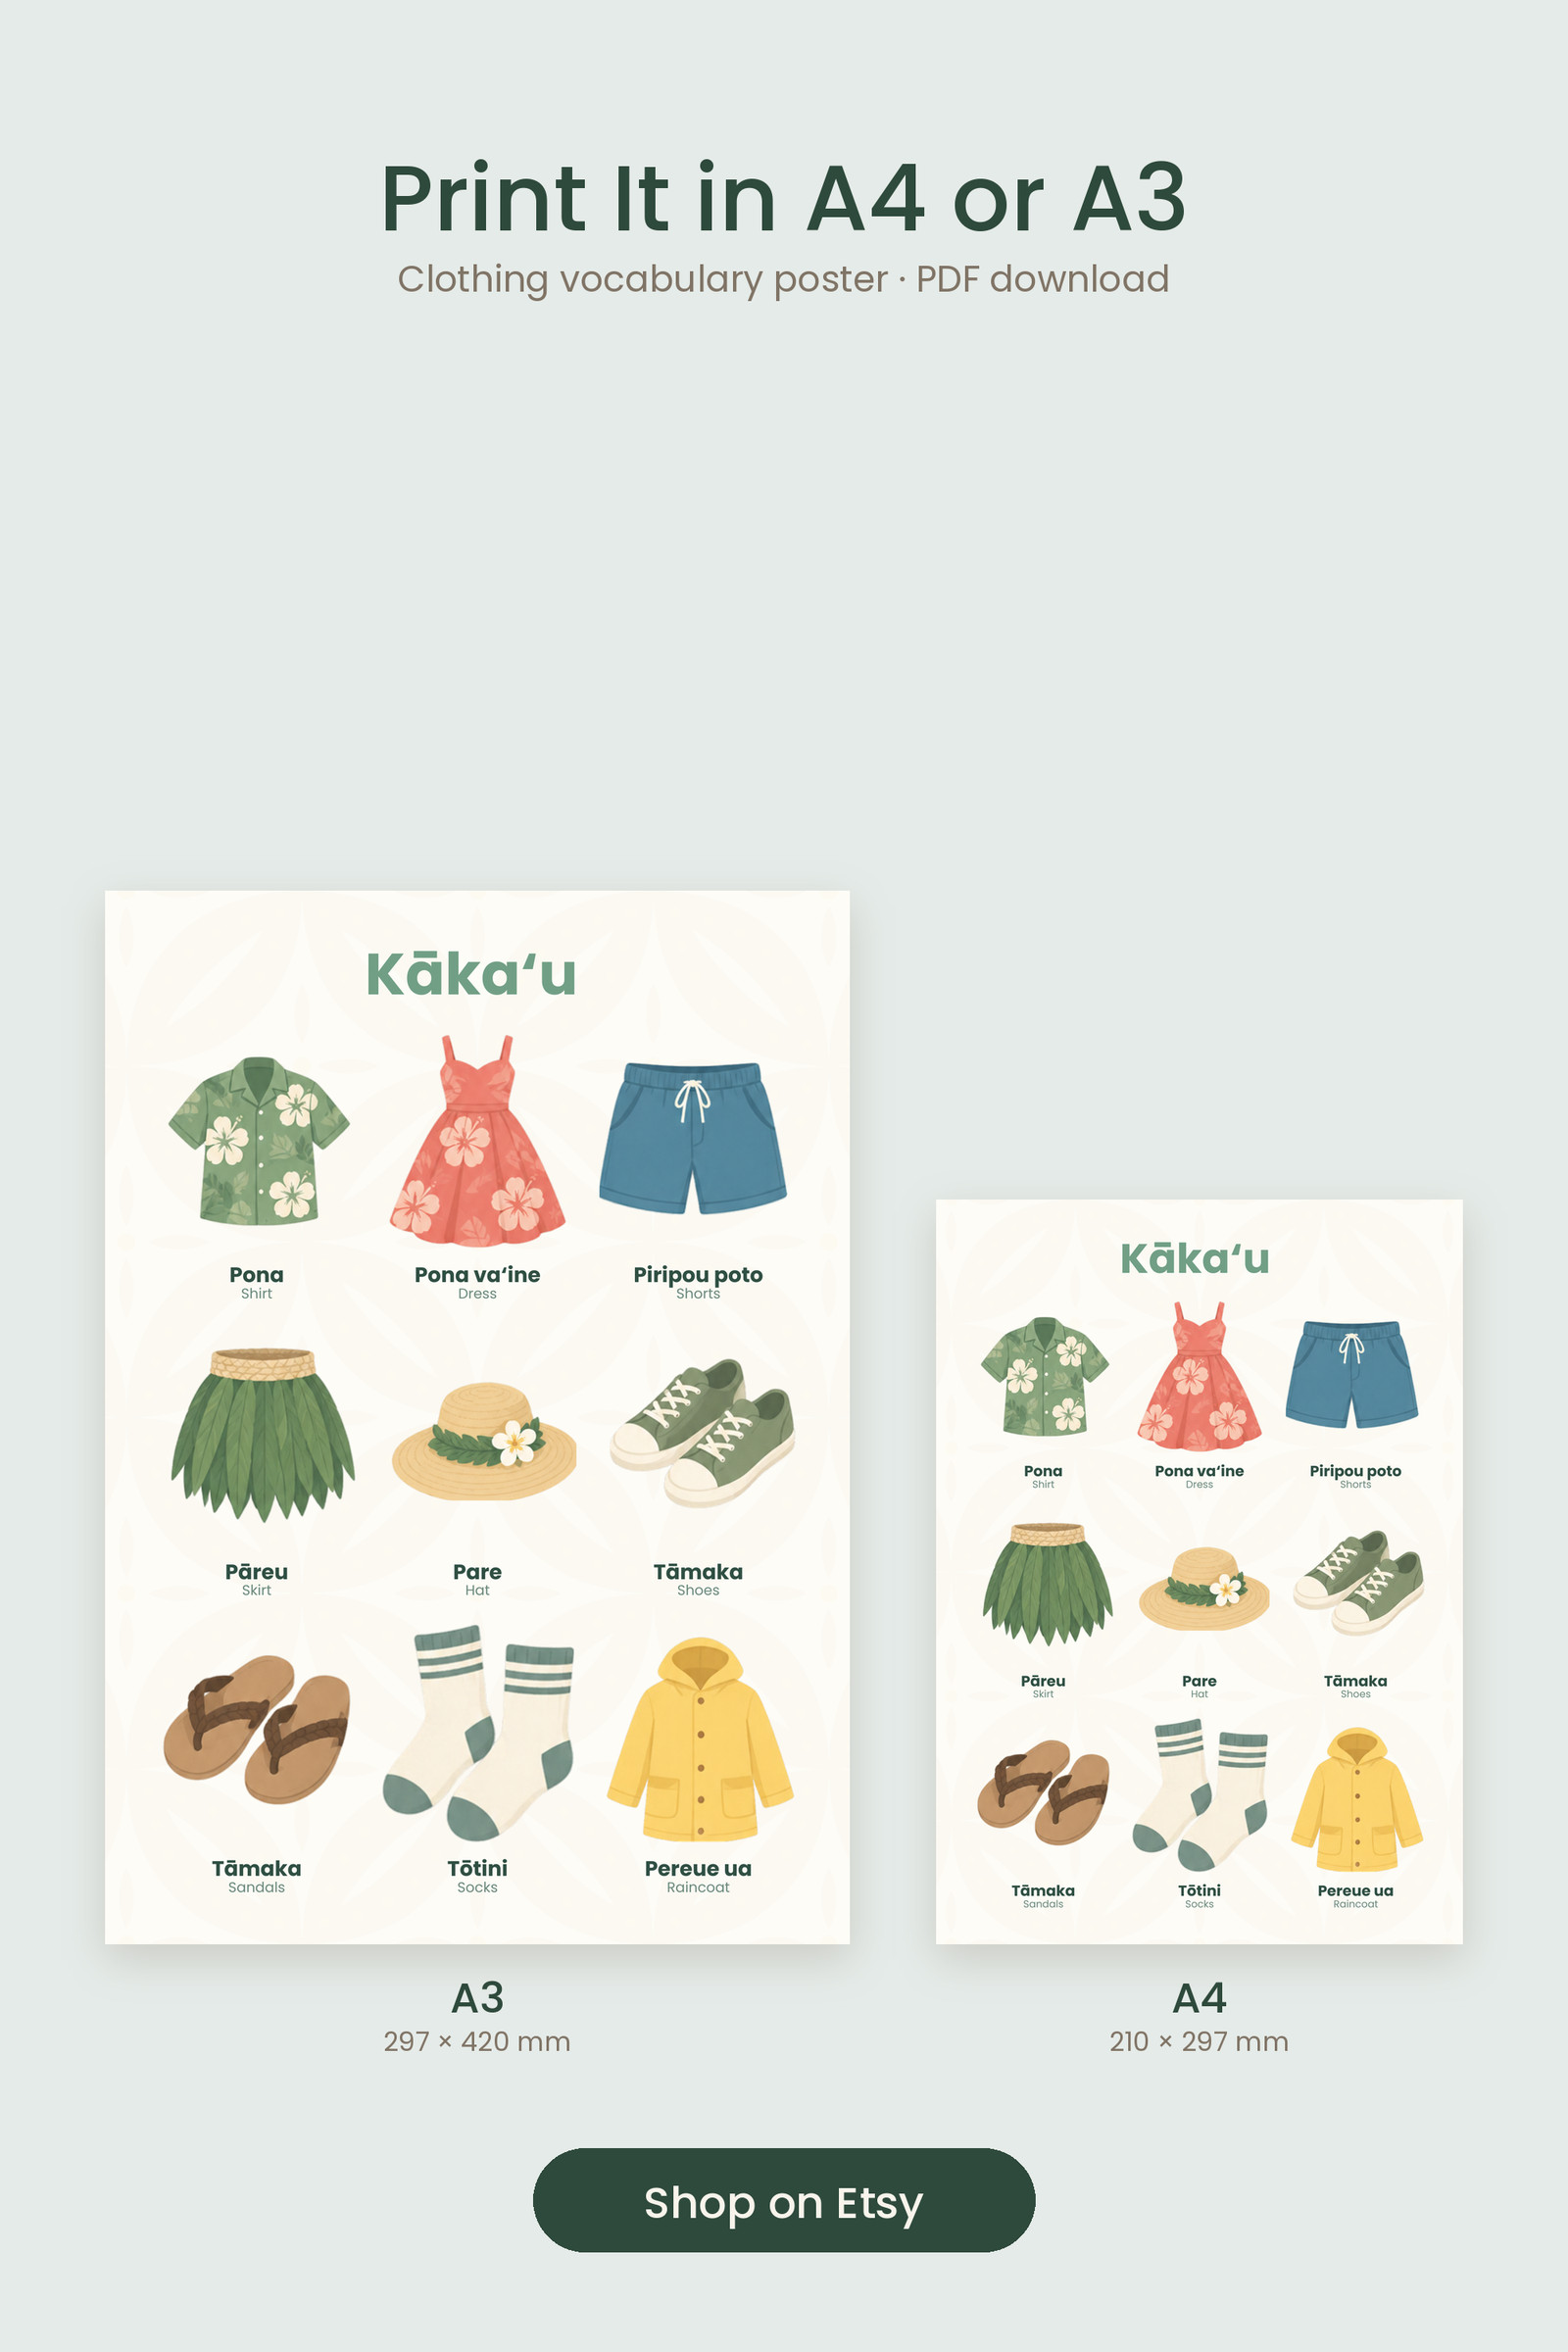 Print It in A4 or A3
Clothing vocabulary poster · PDF download
Kāka‘u
Pona
Shirt
Pona va‘ine
Dress
Piripou poto
Shorts
Pāreu
Skirt
Pare
Hat
Tāmaka
Shoes
Tāmaka
Sandals
Tōtini
Socks
Pereue ua
Raincoat
A3
297 × 420 mm
Kāka‘u
Pona
Shirt
Pona va‘ine
Dress
Piripou poto
Shorts
Pāreu
Skirt
Pare
Hat
Tāmaka
Shoes
Tāmaka
Sandals
Tōtini
Socks
Pereue ua
Raincoat
A4
210 × 297 mm
Shop on Etsy